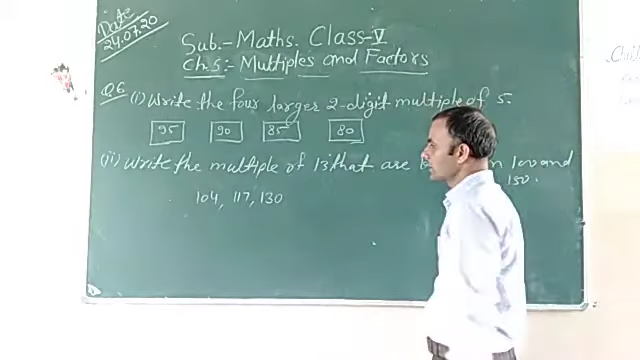 Date
24.07.20
Sub.- Maths. Class-V
Ch.5:- Multiples and Factors
Q.6 (i) Write the four larger 2-digit multiple of 5.
95 90 85 80
(ii) Write the multiple of 13 that are 100 and
150.
104, 117, 130